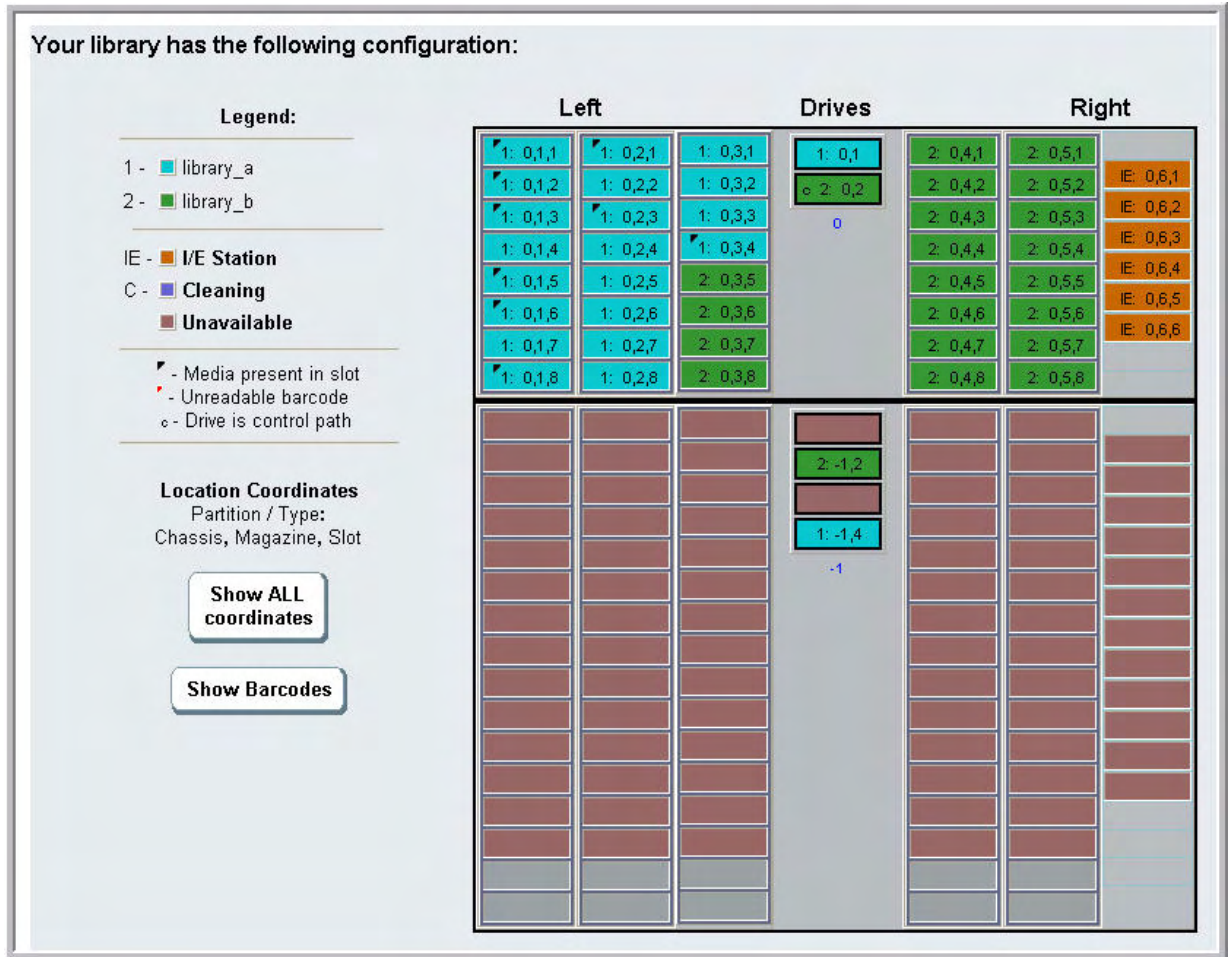 Your library has the following configuration:
Legend:
1 - library_a
2 - library_b
IE - I/E Station
C - Cleaning
Unavailable
- Media present in slot
- Unreadable barcode
c - Drive is control path
Location Coordinates
Partition / Type:
Chassis, Magazine, Slot
Show ALL
coordinates
Show Barcodes
Left Drives Right
1: 0,1,1 1: 0,2,1 1: 0,3,1 1: 0,1 2: 0,4,1 2: 0,5,1
IE: 0,6,1
1: 0,1,2 1: 0,2,2 1: 0,3,2 c 2: 0,2 2: 0,4,2 2: 0,5,2
IE: 0,6,2
1: 0,1,3 1: 0,2,3 1: 0,3,3 0 2: 0,4,3 2: 0,5,3
IE: 0,6,3
1: 0,1,4 1: 0,2,4 1: 0,3,4 2: 0,4,4 2: 0,5,4
IE: 0,6,4
1: 0,1,5 1: 0,2,5 2: 0,3,5 2: 0,4,5 2: 0,5,5
IE: 0,6,5
1: 0,1,6 1: 0,2,6 2: 0,3,6 2: 0,4,6 2: 0,5,6
IE: 0,6,6
1: 0,1,7 1: 0,2,7 2: 0,3,7 2: 0,4,7 2: 0,5,7
1: 0,1,8 1: 0,2,8 2: 0,3,8 2: 0,4,8 2: 0,5,8
2: -1,2
1: -1,4
-1